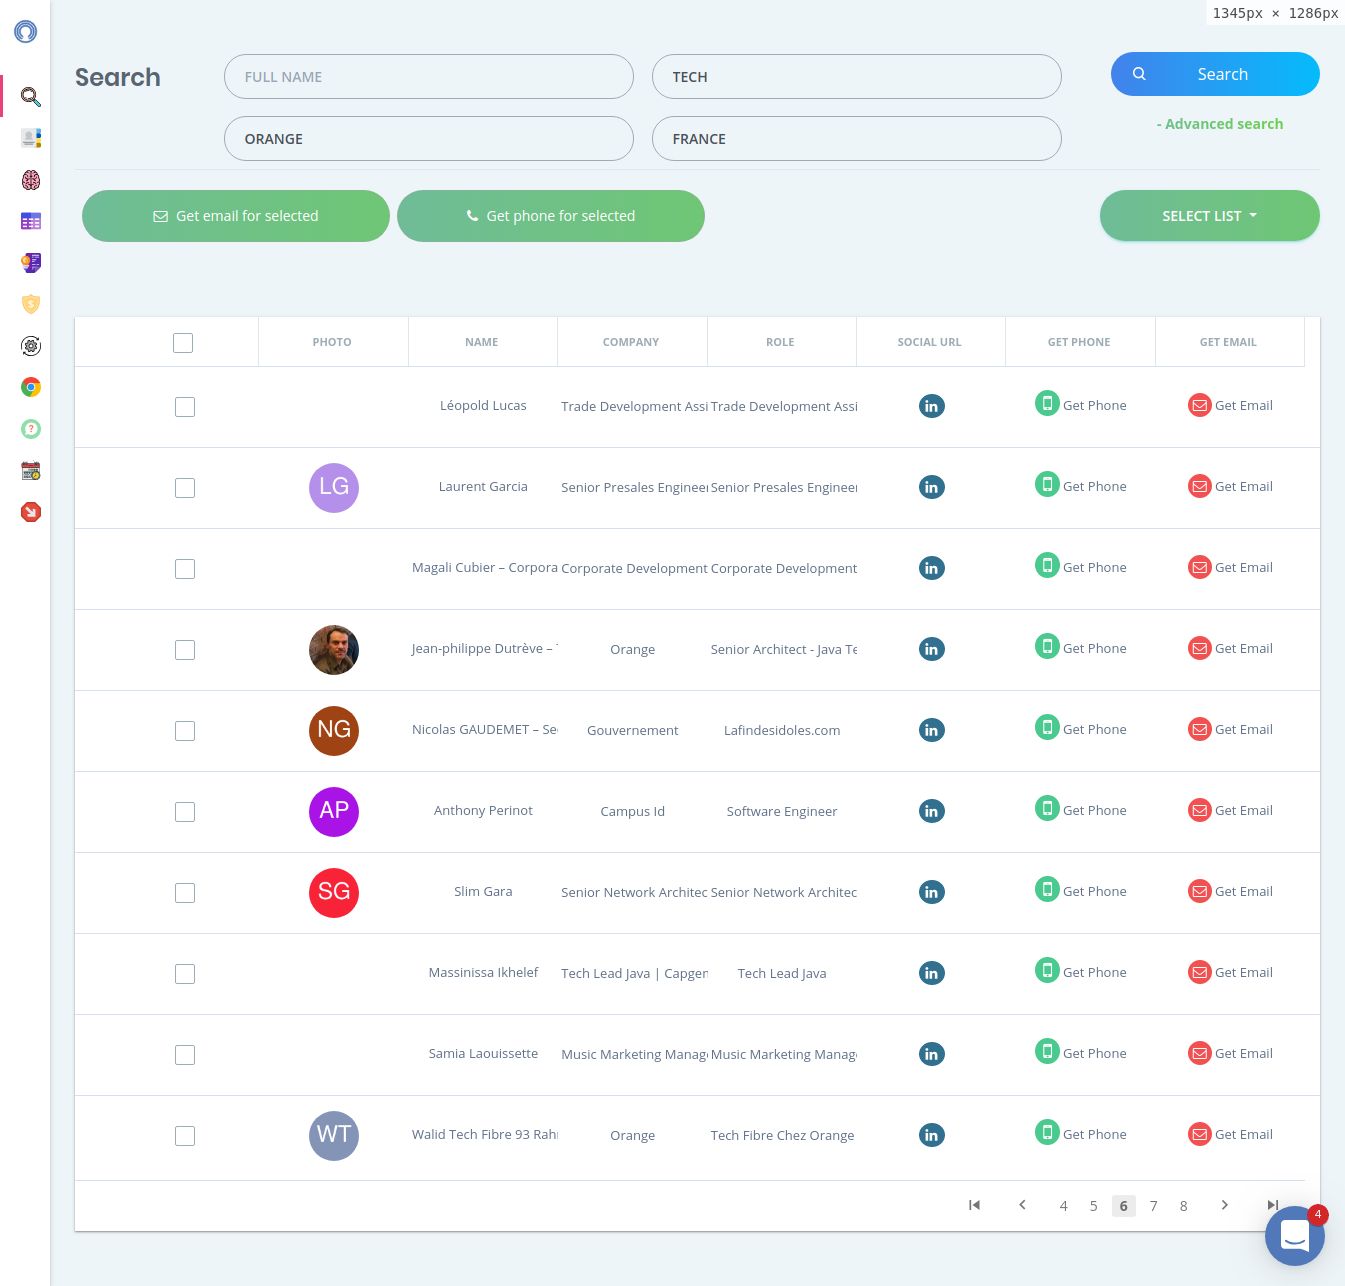 1345px × 1286px
Search
FULL NAME
TECH
Search
ORANGE
FRANCE
- Advanced search
Get email for selected
Get phone for selected
SELECT LIST
PHOTO NAME COMPANY ROLE SOCIAL URL GET PHONE GET EMAIL
Léopold Lucas Trade Development Assi Trade Development Assi in Get Phone Get Email
LG Laurent Garcia Senior Presales Engineer Senior Presales Engineer in Get Phone Get Email
Magali Cubier – Corpora Corporate Development Corporate Development in Get Phone Get Email
Jean-philippe Dutrève – Orange Senior Architect - Java Te in Get Phone Get Email
NG Nicolas GAUDEMET – Se Gouvernement Lafindesidoles.com in Get Phone Get Email
AP Anthony Perinot Campus Id Software Engineer in Get Phone Get Email
SG Slim Gara Senior Network Architec Senior Network Architec in Get Phone Get Email
Massinissa Ikhelef Tech Lead Java | Capgen Tech Lead Java in Get Phone Get Email
Samia Laouissette Music Marketing Manag Music Marketing Manag in Get Phone Get Email
WT Walid Tech Fibre 93 Rah Orange Tech Fibre Chez Orange in Get Phone Get Email
4 5 6 7 8
4